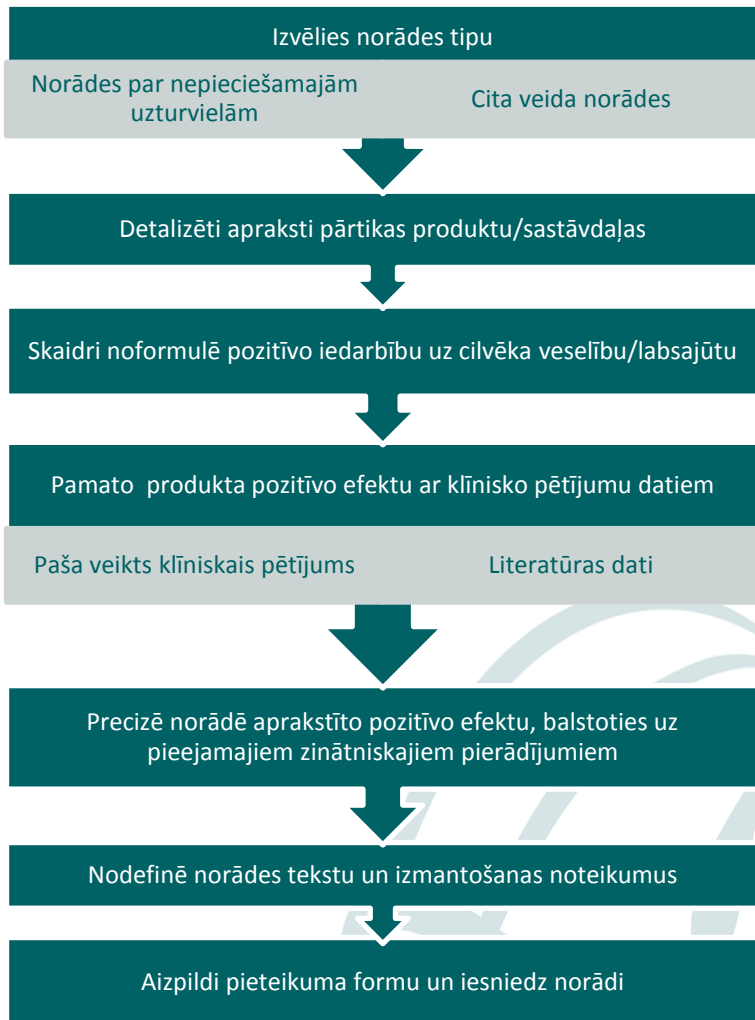 Izvēlies norādes tipu
Norādes par nepieciešamajām
uzturvielām
Cita veida norādes
Detalizēti apraksti pārtikas produktu/sastāvdaļas
Skaidri noformulē pozitīvo iedarbību uz cilvēka veselību/labsajūtu
Pamato produkta pozitīvo efektu ar klīnisko pētījumu datiem
Paša veikts klīniskais pētījums
Literatūras dati
Precizē norādē aprakstīto pozitīvo efektu, balstoties uz
pieejamajiem zinātniskajiem pierādījumiem
Nodefinē norādes tekstu un izmantošanas noteikumus
Aizpildi pieteikuma formu un iesniedz norādi